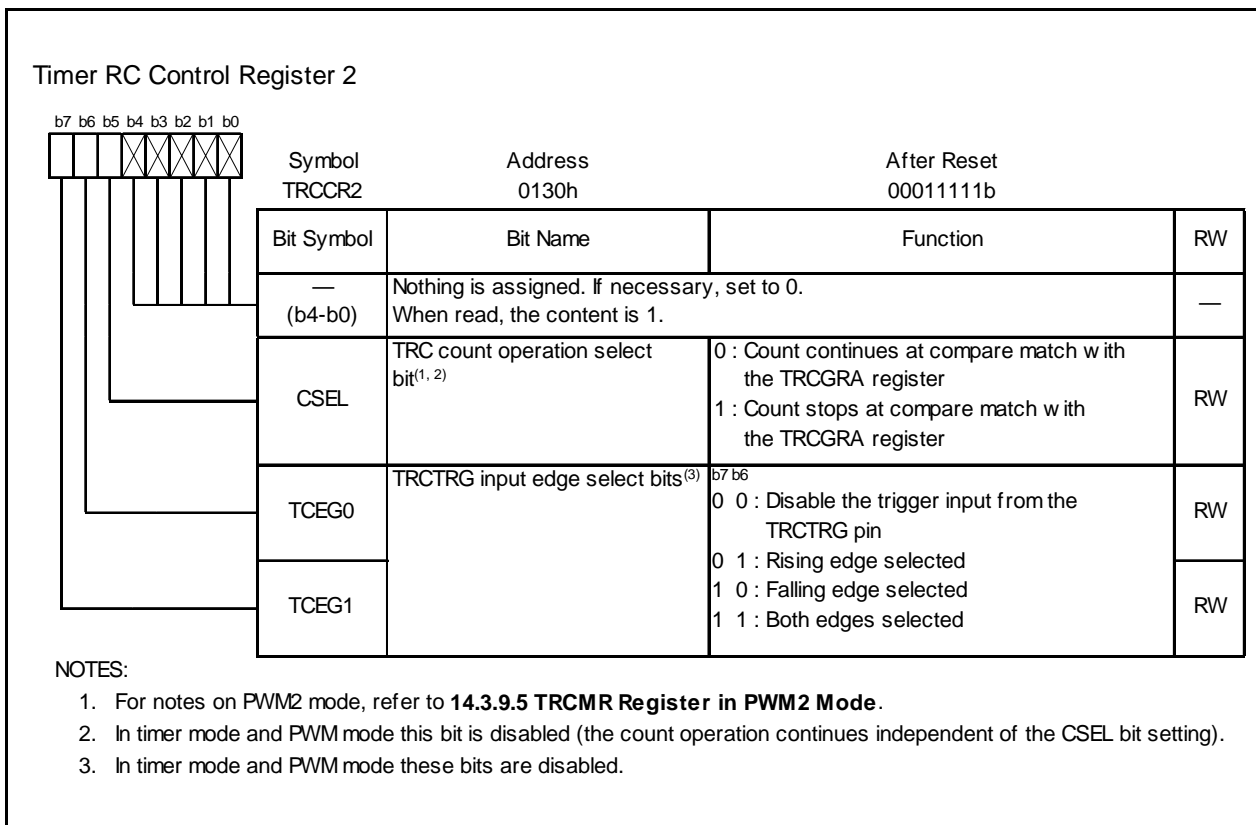 Timer RC Control Register 2
b7 b6 b5 b4 b3 b2 b1 b0
Symbol Address After Reset
TRCCR2 0130h 00011111b
Bit Symbol Bit Name Function RW
—
(b4-b0)
Nothing is assigned. If necessary, set to 0.
When read, the content is 1.
—
CSEL
TRC count operation select
bit(1, 2)
0 : Count continues at compare match with
the TRCGRA register
1 : Count stops at compare match with
the TRCGRA register
RW
TCEG0
TRCTRG input edge select bits(3)
b7 b6
0 0 : Disable the trigger input from the
TRCTRG pin
0 1 : Rising edge selected
1 0 : Falling edge selected
1 1 : Both edges selected
RW
TCEG1
RW
NOTES:
1. For notes on PWM2 mode, refer to 14.3.9.5 TRCMR Register in PWM2 Mode.
2. In timer mode and PWM mode this bit is disabled (the count operation continues independent of the CSEL bit setting).
3. In timer mode and PWM mode these bits are disabled.